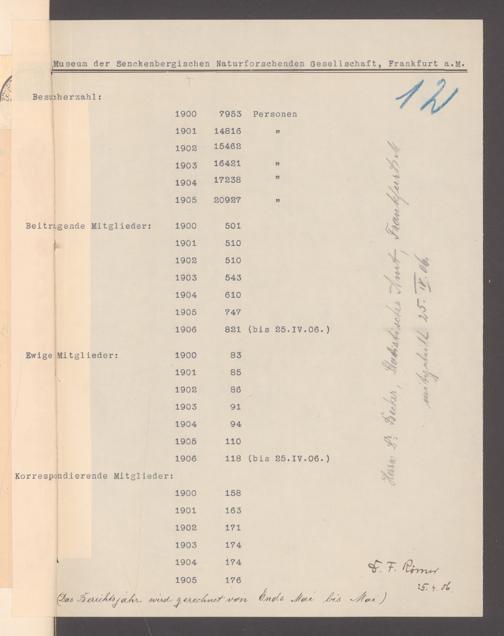 Museum der Senckenbergischen Naturforschenden Gesellschaft, Frankfurt a.M.
12
Besucherzahl:
1900 7953 Personen
1901 14816 "
1902 15462
1903 16421 "
1904 17238 "
1905 20927 "
Beitragende Mitglieder: 1900 501
1901 510
1902 510
1903 543
1904 610
1905 747
1906 821 (bis 25.IV.06.)
Ewige Mitglieder: 1900 83
1901 85
1902 86
1903 91
1904 94
1905 110
1906 118 (bis 25.IV.06.)
Korrespondierende Mitglieder:
1900 158
1901 163
1902 171
1903 174
1904 174
1905 176
Herrn Dr. Statistisches Amt, Frankfurt a. M
mitgeteilt 25. IV. 06.
F. Römer
25.4.06.
(Das Berichtsjahr wird gerechnet von Ende Mai bis Mai)